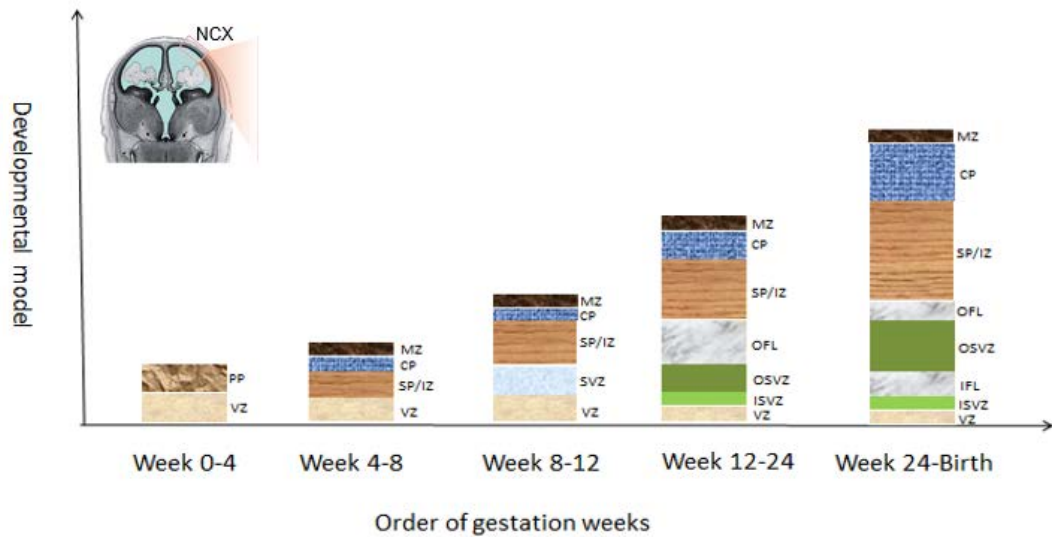 NCX
Developmental model
PP
VZ
MZ
CP
SP/IZ
VZ
MZ
CP
SP/IZ
SVZ
VZ
MZ
CP
SP/IZ
OFL
OSVZ
ISVZ
VZ
MZ
CP
SP/IZ
OFL
OSVZ
IFL
ISVZ
VZ
Week 0-4
Week 4-8
Week 8-12
Week 12-24
Week 24-Birth
Order of gestation weeks